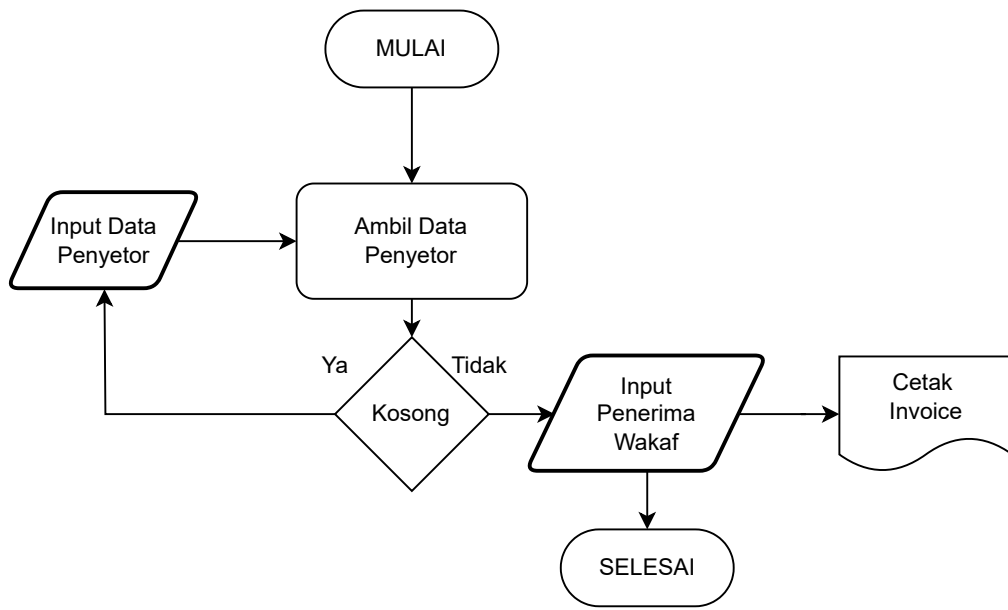 MULAI
Input Data
Penyetor
Ambil Data
Penyetor
Ya
Tidak
Kosong
Input
Penerima
Wakaf
Cetak
Invoice
SELESAI